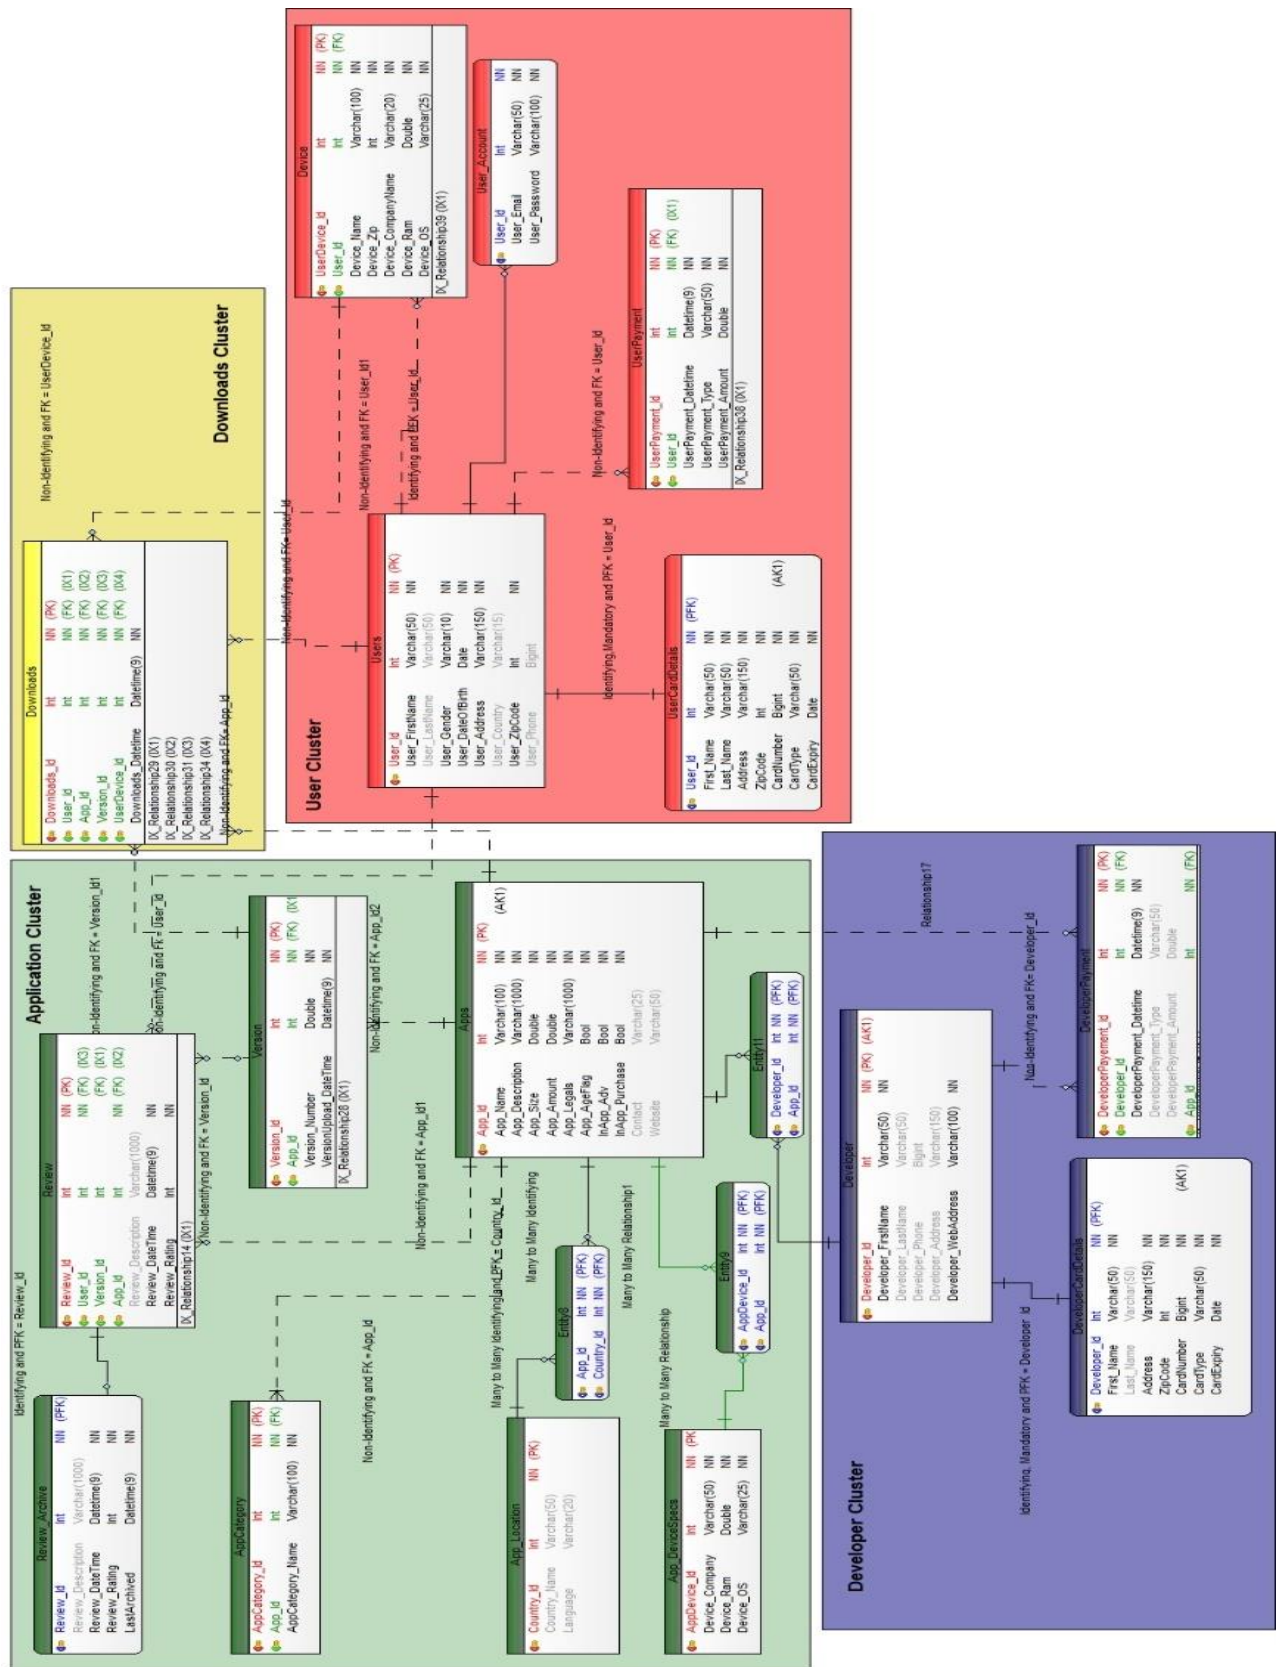 Application Cluster
Identifying and PFK = Review_Id
Review_Archive
Review_Id Int NN (PFK)
Review_Description Varchar(1000)
Review_DateTime Datetime(9) NN
Review_Rating Int NN
LastArchived Datetime(9) NN
Review
Review_Id Int NN (PK)
User_Id Int NN (FK) (IX3)
Version_Id Int NN (FK) (IX1)
App_Id Int NN (FK) (IX2)
Review_Description Varchar(1000)
Review_DateTime Datetime(9) NN
Review_Rating Int NN
IX_Relationship14 (IX1)
Non-Identifying and FK = Version_Id
Non-Identifying and FK = Version_Id1
Non-Identifying and FK = User_Id
AppCategory
AppCategory_Id Int NN (PK)
App_Id Int NN (FK)
AppCategory_Name Varchar(100) NN
Non-Identifying and FK = App_Id
Version
Version_Id Int NN (PK)
App_Id Int NN (FK) (IX1
Version_Number Double NN
VersionUpload_DateTime Datetime(9) NN
IX_Relationship28 (IX1)
Non-Identifying and FK = App_Id2
Non-Identifying and FK = App_Id1
Apps
App_Id Int NN (PK)
App_Name Varchar(100) NN (AK1)
App_Description Varchar(1000) NN
App_Size Double NN
App_Amount Double NN
App_Legals Varchar(1000) NN
App_AgeFlag Bool NN
InApp_Adv Bool NN
InApp_Purchase Bool NN
Contact Varchar(25)
Website Varchar(50)
Many to Many Identifying and PFK = Country_Id
Many to Many Identifying
App_Location
Country_Id Int NN (PK)
Country_Name Varchar(50)
Language Varchar(20)
Entity8
App_Id Int NN (PFK)
Country_Id Int NN (PFK)
Many to Many Relationship1
Many to Many Relationship
App_DeviceSpecs
AppDevice_Id Int NN (PK
Device_Company Varchar(50) NN
Device_Ram Double NN
Device_OS Varchar(25) NN
Entity9
AppDevice_Id Int NN (PFK)
App_Id Int NN (PFK)
Entity11
Developer_Id Int NN (PFK)
App_Id Int NN (PFK)
Downloads Cluster
Downloads
Downloads_Id Int NN (PK)
User_Id Int NN (FK) (IX1)
App_Id Int NN (FK) (IX2)
Version_Id Int NN (FK) (IX3)
UserDevice_Id Int NN (FK) (IX4)
Downloads_Datetime Datetime(9) NN
IX_Relationship29 (IX1)
IX_Relationship30 (IX2)
IX_Relationship31 (IX3)
IX_Relationship34 (IX4)
Non-Identifying and FK= App_Id
Non-Identifying and FK = UserDevice_Id
Non-Identifying and FK= User_Id
User Cluster
Device
UserDevice_Id Int NN (PK)
User_Id Int NN (FK)
Device_Name Varchar(100) NN
Device_Zip Int NN
Device_CompanyName Varchar(20) NN
Device_Ram Double NN
Device_OS Varchar(25) NN
IX_Relationship39 (IX1)
Non-Identifying and FK = User_Id1
Identifying and PFK = User_Id
User_Account
User_Id Int NN
User_Email Varchar(50) NN
User_Password Varchar(100) NN
Users
User_Id Int NN (PK)
User_FirstName Varchar(50) NN
User_LastName Varchar(50)
User_Gender Varchar(10) NN
User_DateOfBirth Date NN
User_Address Varchar(150) NN
User_Country Varchar(15)
User_ZipCode Int NN
User_Phone Bigint
Non-Identifying and FK = User_Id
Identifying,Mandatory and PFK = User_Id
UserPayment
UserPayment_Id Int NN (PK)
User_Id Int NN (FK) (IX1)
UserPayment_Datetime Datetime(9) NN
UserPayment_Type Varchar(50) NN
UserPayment_Amount Double NN
IX_Relationship38 (IX1)
UserCardDetails
User_Id Int NN (PFK)
First_Name Varchar(50) NN
Last_Name Varchar(50) NN
Address Varchar(150) NN
ZipCode Int NN
CardNumber Bigint NN (AK1)
CardType Varchar(50) NN
CardExpiry Date NN
Developer Cluster
Relationship17
Developer
Developer_Id Int NN (PK) (AK1)
Developer_FirstName Varchar(50) NN
Developer_LastName Varchar(50)
Developer_Phone Bigint
Developer_Address Varchar(150)
Developer_WebAddress Varchar(100) NN
Non-Identifying and FK= Developer_Id
Identifying, Mandatory and PFK = Developer_Id
DeveloperPayment
DeveloperPayement_Id Int NN (PK)
Developer_Id Int NN (FK)
DeveloperPayment_Datetime Datetime(9) NN
DeveloperPayment_Type Varchar(50)
DeveloperPayment_Amount Double
App_Id Int NN (FK)
DeveloperCardDetails
Developer_Id Int NN (PFK)
First_Name Varchar(50) NN
Last_Name Varchar(50)
Address Varchar(150) NN
ZipCode Int NN
CardNumber Bigint NN (AK1)
CardType Varchar(50) NN
CardExpiry Date NN